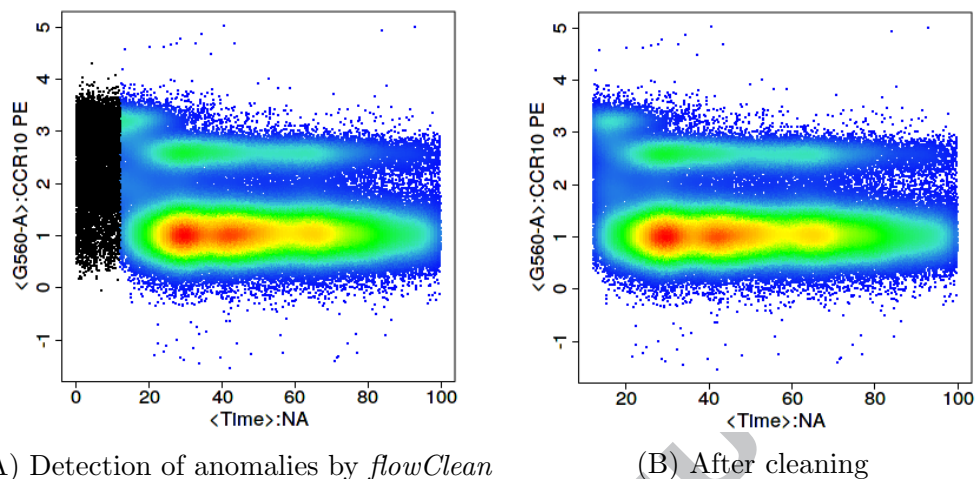 5
4
3
2
1
0
-1
<G560-A>:CCR10 PE
0 20 40 60 80 100
<Time>:NA
A) Detection of anomalies by flowClean
5
4
3
2
1
0
-1
<G560-A>:CCR10 PE
20 40 60 80 100
<Time>:NA
(B) After cleaning